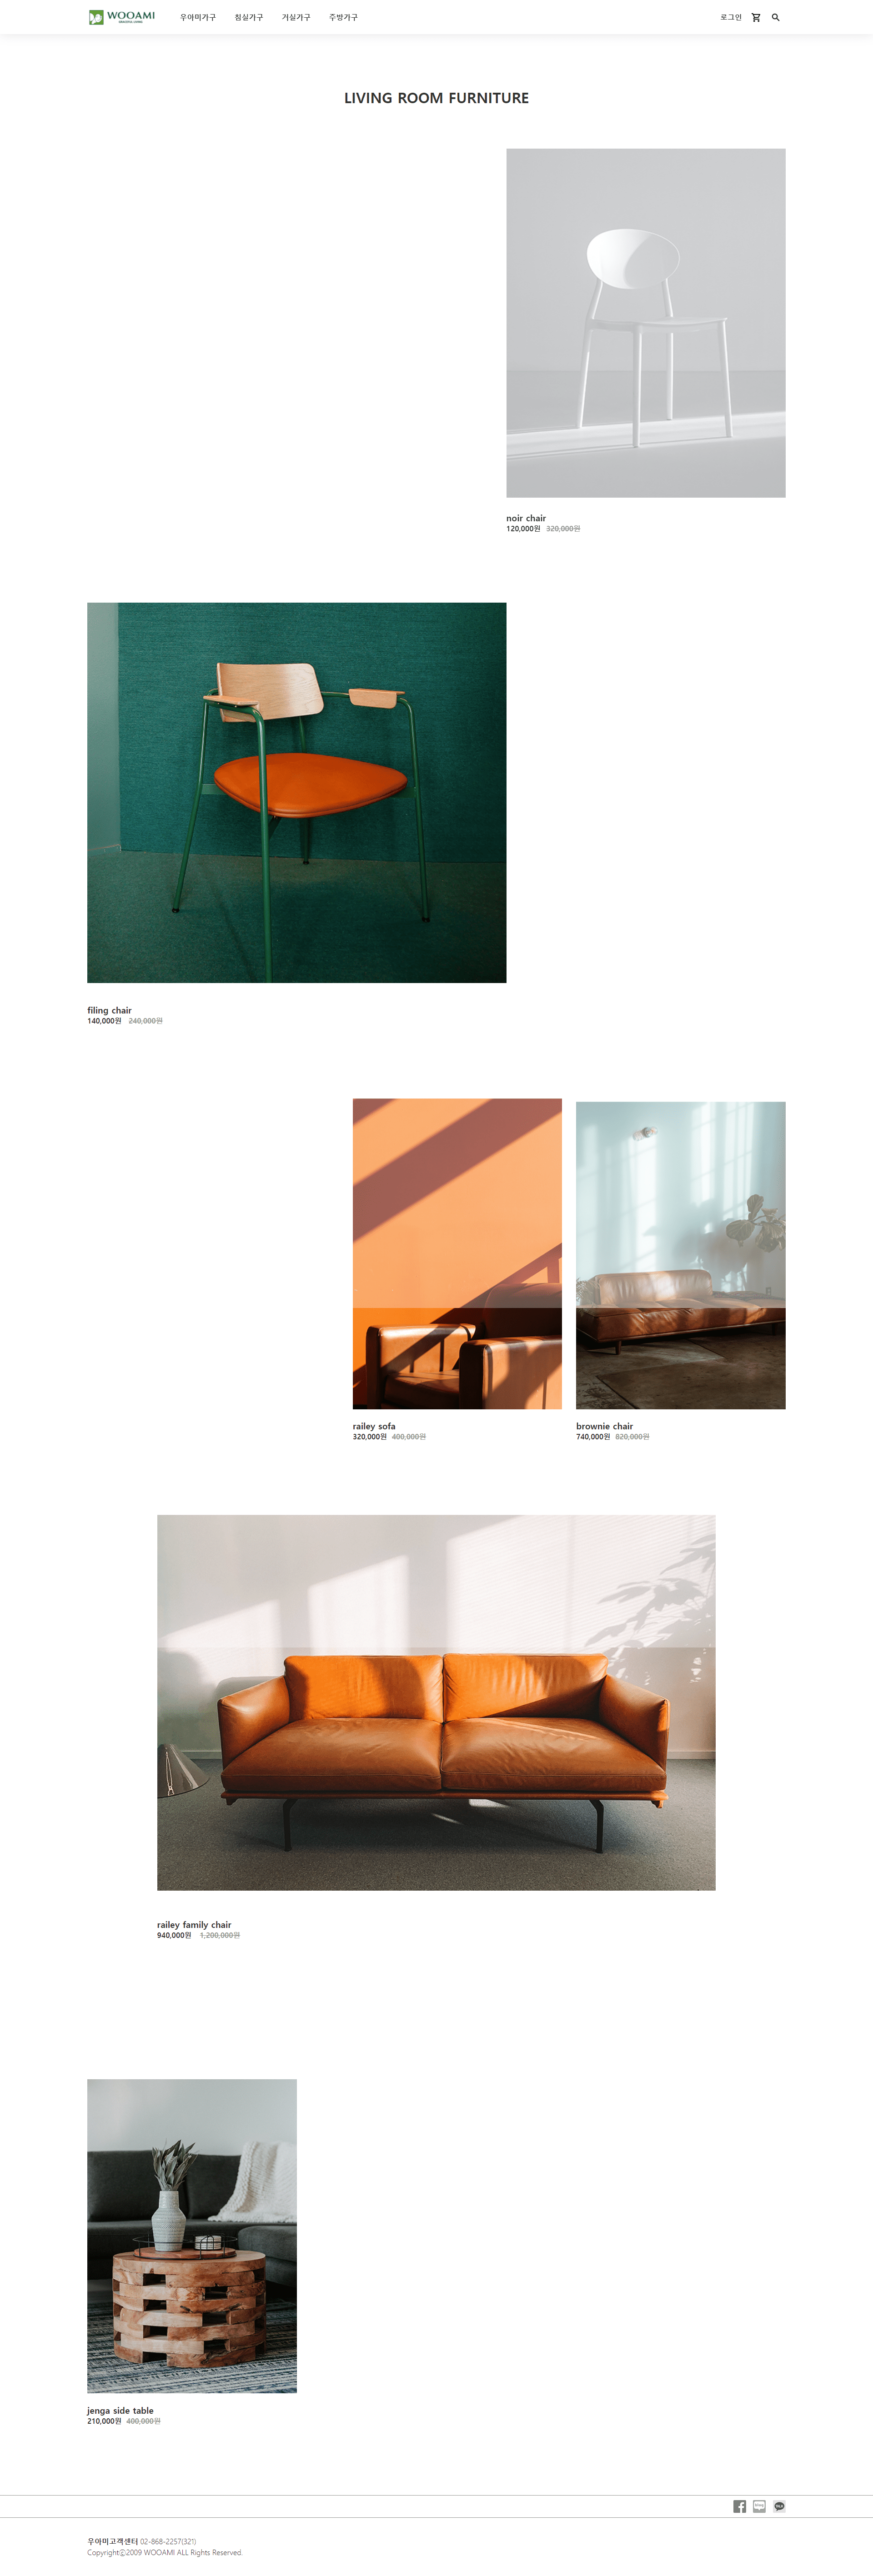 WOOAMI
BEAUTIFUL LIVING
우아미가구 침실가구 거실가구 주방가구 로그인
LIVING ROOM FURNITURE
noir chair
120,000원 320,000원
filing chair
140,000원 240,000원
railey sofa
320,000원 400,000원
brownie chair
740,000원 820,000원
railey family chair
940,000원 1,200,000원
jenga side table
210,000원 400,000원
우아미고객센터 02-868-2257(321)
Copyrightⓒ2009 WOOAMI ALL Rights Reserved.